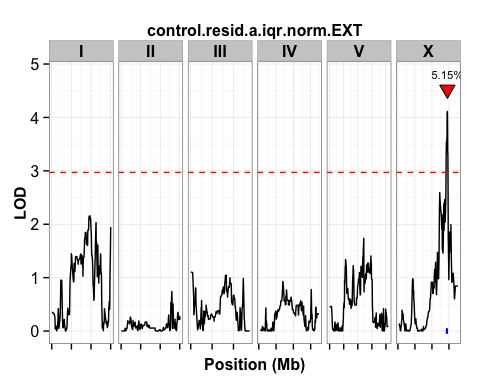 control.resid.a.iqr.norm.EXT
I II III IV V X
5.15%
5
4
3
2
1
0
LOD
Position (Mb)